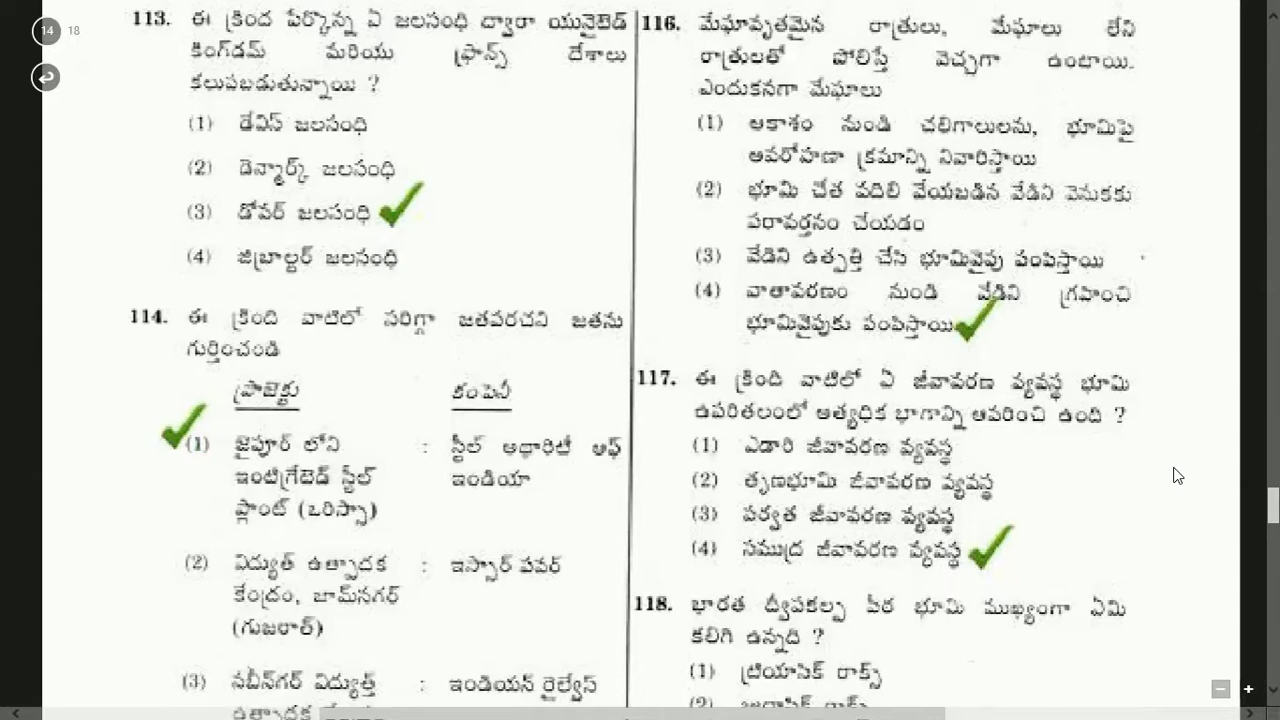 14 18
113. ఈ క్రింద పేర్కొన్న ఏ జలసంధి ద్వారా యునైటెడ్
కింగ్‌డమ్ మరియు ఫ్రాన్స్ దేశాలు
కలుపబడుతున్నాయి ?
(1) డేవిస్ జలసంధి
(2) డెన్మార్క్ జలసంధి
(3) డోవర్ జలసంధి
(4) జిబ్రాల్టర్ జలసంధి
114. ఈ క్రింది వాటిలో సరిగ్గా జతపరచని జతను
గుర్తించండి
ప్రాజెక్టు కంపెనీ
(1) జైపూర్ లోని : స్టీల్ అథారిటీ ఆఫ్
ఇంటిగ్రేటెడ్ స్టీల్ ఇండియా
ప్లాంట్ (ఒరిస్సా)
(2) విద్యుత్ ఉత్పాదక : ఇస్సార్ పవర్
కేంద్రం, జామ్‌నగర్
(గుజరాత్)
(3) నబీనగర్ విద్యుత్త్ : ఇండియన్ రైల్వేస్
116. మేఘావృతమైన రాత్రులు, మేఘాలు లేని
రాత్రులతో పోలిస్తే వెచ్చగా ఉంటాయి.
ఎందుకనగా మేఘాలు
(1) ఆకాశం నుండి చలిగాలులను, భూమిపై
అవరోహణా క్రమాన్ని నివారిస్తాయి
(2) భూమి చేత వదిలి వేయబడిన వేడిని వెనుకకు
పరావర్తనం చేయడం
(3) వేడిని ఉత్పత్తి చేసి భూమివైపు పంపిస్తాయి
(4) వాతావరణం నుండి వేడిని గ్రహించి
భూమివైపుకు పంపిస్తాయి
117. ఈ క్రింది వాటిలో ఏ జీవావరణ వ్యవస్థ భూమి
ఉపరితలంలో అత్యధిక భాగాన్ని ఆవరించి ఉంది ?
(1) ఎడారి జీవావరణ వ్యవస్థ
(2) తృణభూమి జీవావరణ వ్యవస్థ
(3) పర్వత జీవావరణ వ్యవస్థ
(4) సముద్ర జీవావరణ వ్యవస్థ
118. భారత ద్వీపకల్ప పీఠ భూమి ముఖ్యంగా ఏమి
కలిగి ఉన్నది ?
(1) ట్రియాసిక్ రాక్స్